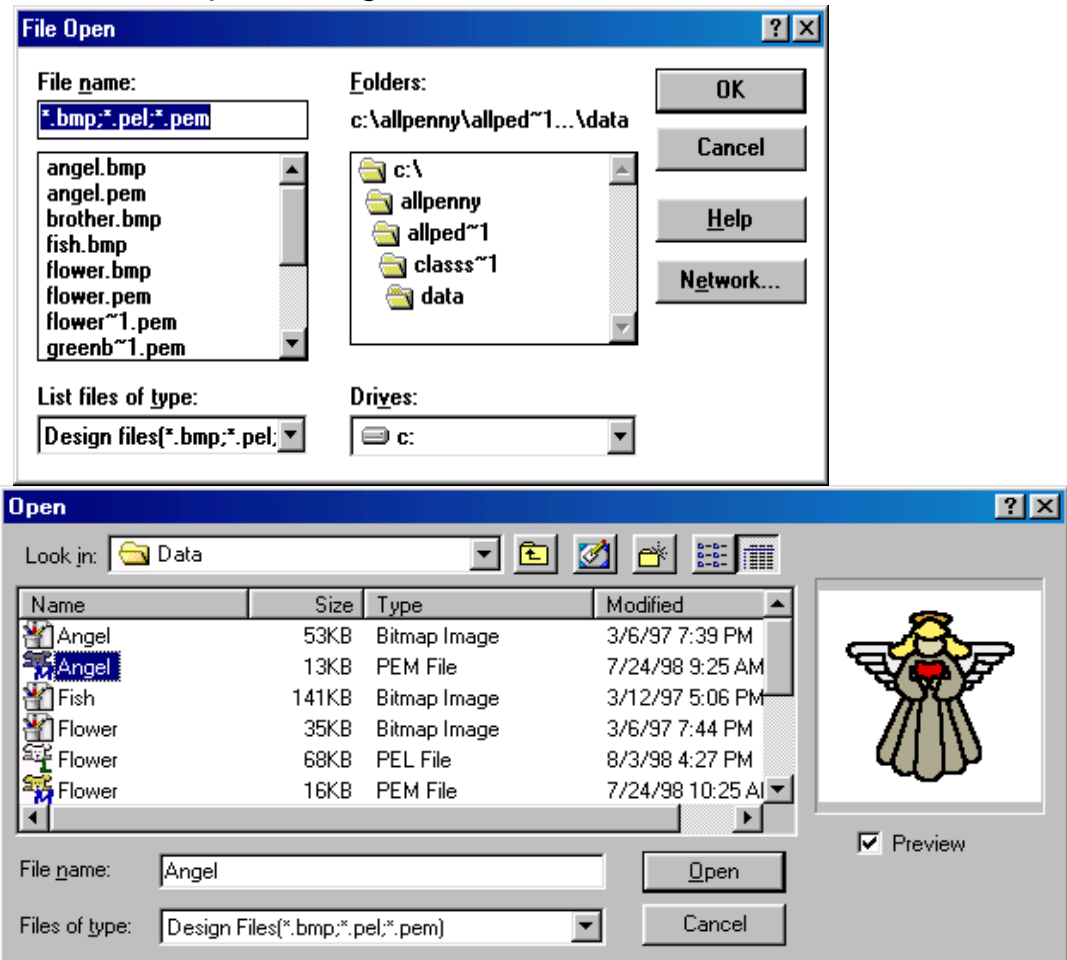 File Open
File name: Folders:
*.bmp;*.pel;*.pem c:\allpenny\allped~1...\data
OK
Cancel
Help
Network...
angel.bmp
angel.pem
brother.bmp
fish.bmp
flower.bmp
flower.pem
flower~1.pem
greenb~1.pem
c:\
allpenny
allped~1
classs~1
data
List files of type: Drives:
Design files(*.bmp;*.pel; c:
Open
Look in: Data
Name Size Type Modified
Angel 53KB Bitmap Image 3/6/97 7:39 PM
Angel 13KB PEM File 7/24/98 9:25 AM
Fish 141KB Bitmap Image 3/12/97 5:06 PM
Flower 35KB Bitmap Image 3/6/97 7:44 PM
Flower 68KB PEL File 8/3/98 4:27 PM
Flower 16KB PEM File 7/24/98 10:25 A
Preview
File name: Angel Open
Files of type: Design Files(*.bmp;*.pel;*.pem) Cancel